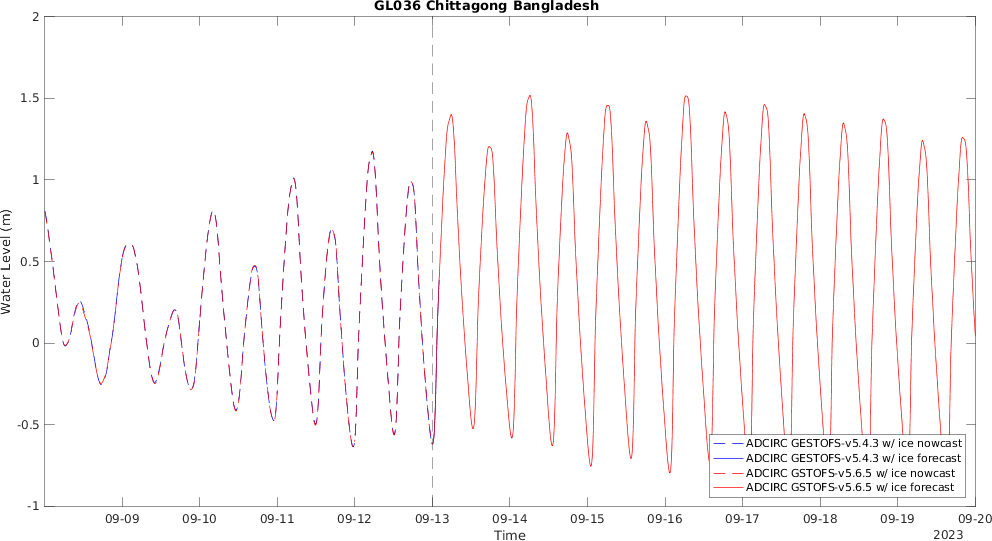 GL036 Chittagong Bangladesh
2
1.5
1
0.5
0
-0.5
-1
Water Level (m)
09-09
09-10
09-11
09-12
09-13
09-14
09-15
09-16
09-17
09-18
09-19
09-20
Time
2023
ADCIRC GESTOFS-v5.4.3 w/ ice nowcast
ADCIRC GESTOFS-v5.4.3 w/ ice forecast
ADCIRC GSTOFS-v5.6.5 w/ ice nowcast
ADCIRC GSTOFS-v5.6.5 w/ ice forecast